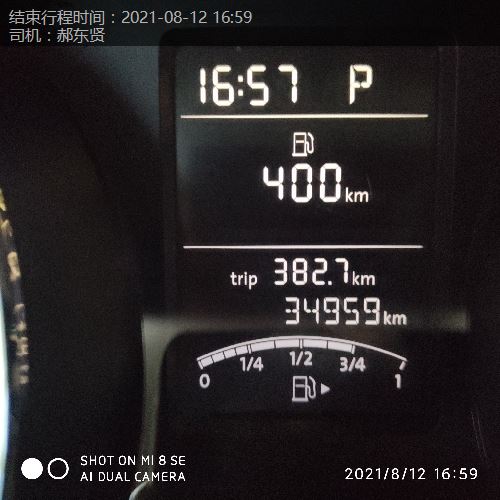 结束行程时间：2021-08-12 16:59
司机：郝东贤
16:57 P
400km
trip 382.7km
34959km
0 1/4 1/2 3/4 1
SHOT ON MI 8 SE
AI DUAL CAMERA
2021/8/12 16:59